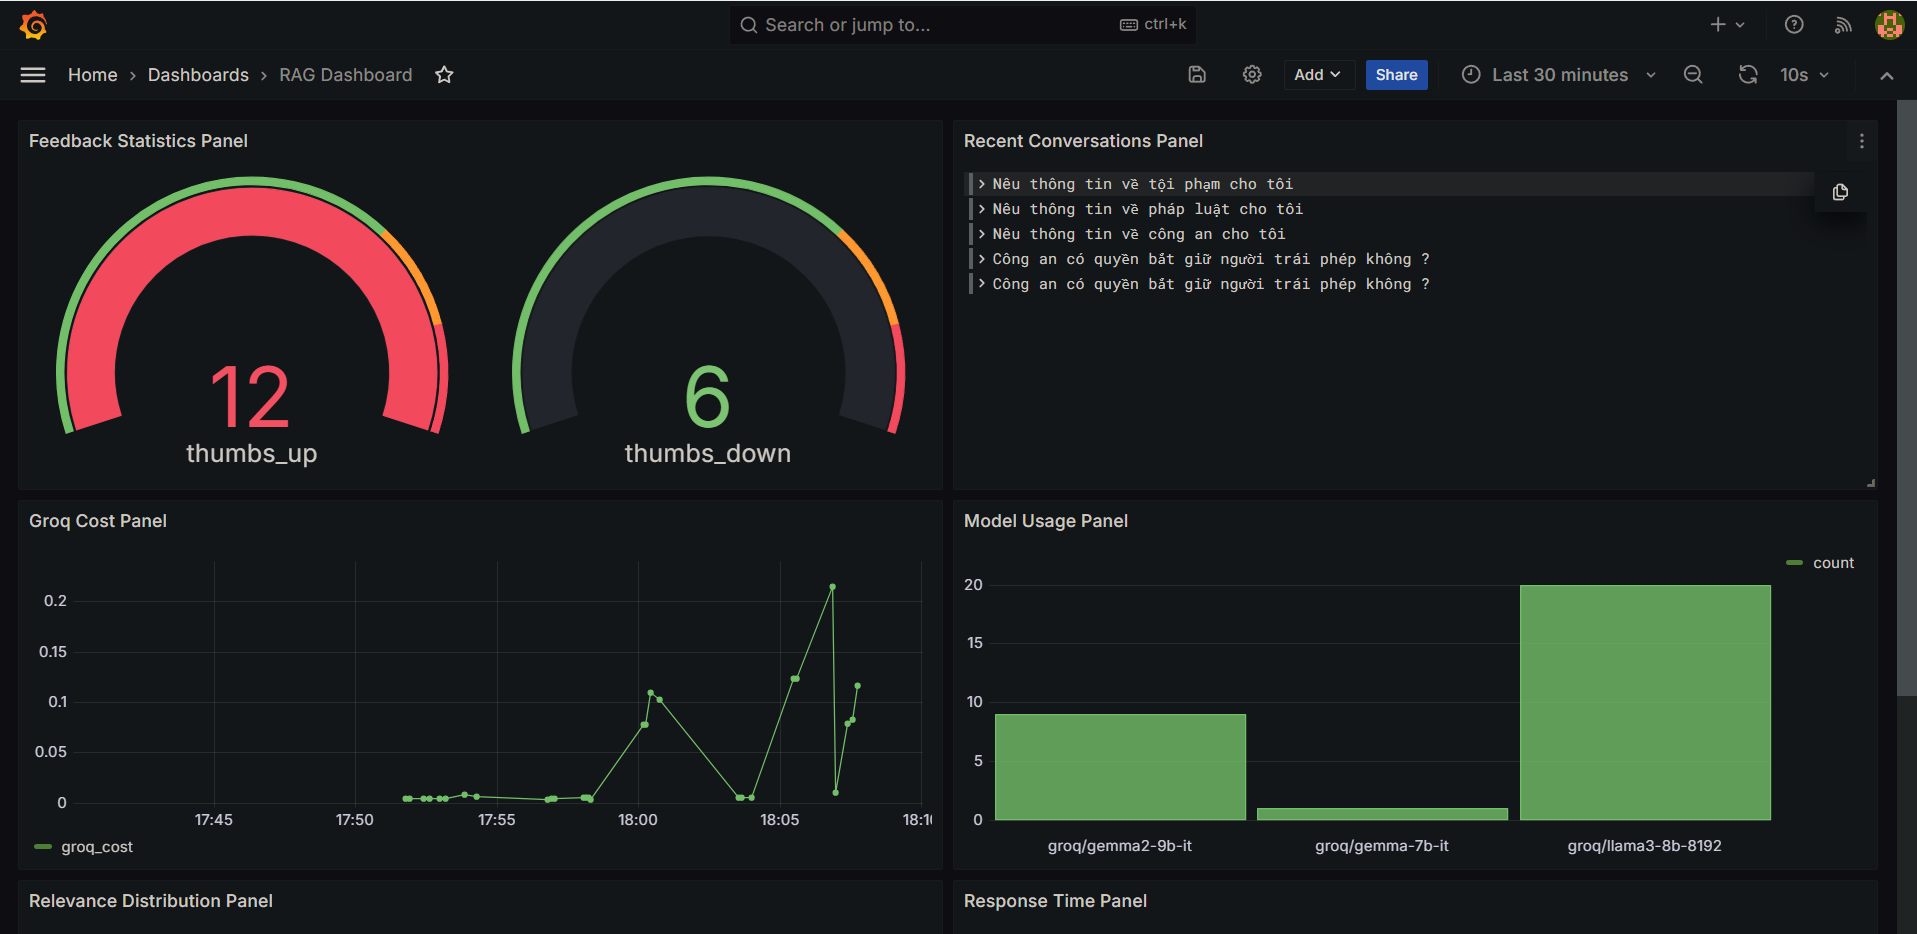 Search or jump to...
ctrl+k
Home › Dashboards › RAG Dashboard
Add
Share
Last 30 minutes
10s
Feedback Statistics Panel
12
thumbs_up
6
thumbs_down
Recent Conversations Panel
> Nêu thông tin về tội phạm cho tôi
> Nêu thông tin về pháp luật cho tôi
> Nêu thông tin về công an cho tôi
> Công an có quyền bắt giữ người trái phép không ?
> Công an có quyền bắt giữ người trái phép không ?
Groq Cost Panel
0.2
0.15
0.1
0.05
0
17:45 17:50 17:55 18:00 18:05
groq_cost
Model Usage Panel
count
20
15
10
5
0
groq/gemma2-9b-it groq/gemma-7b-it groq/llama3-8b-8192
Relevance Distribution Panel
Response Time Panel